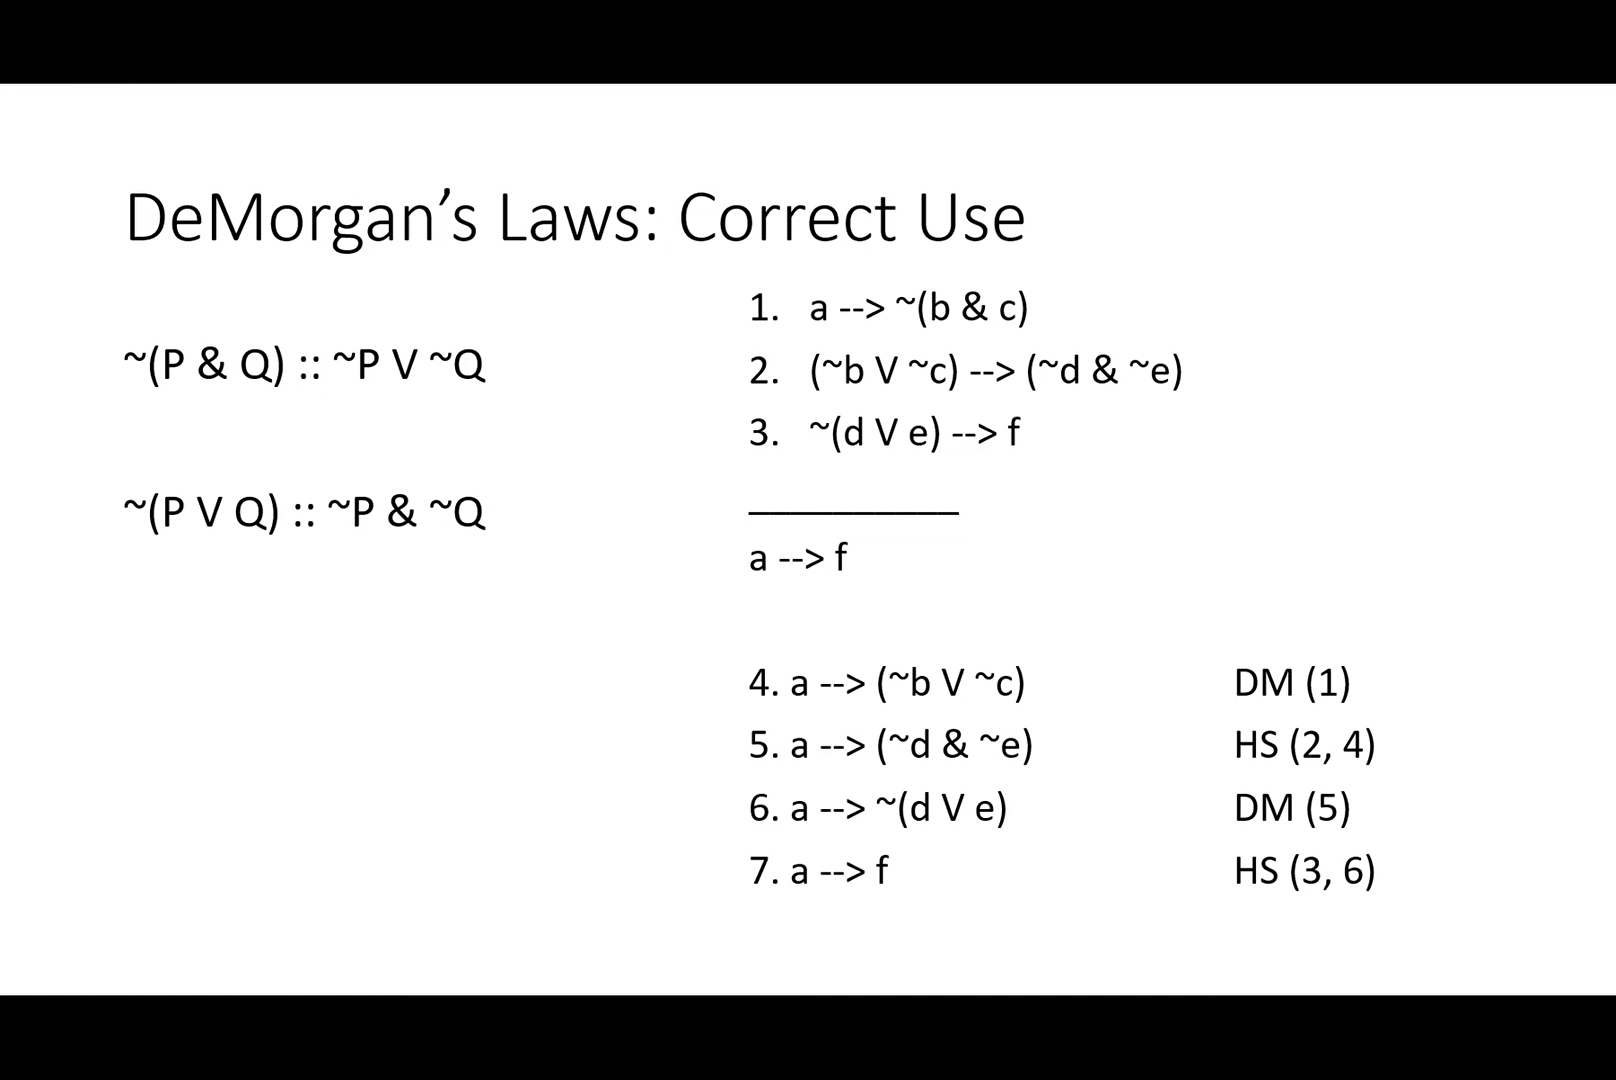 DeMorgan’s Laws: Correct Use
~(P & Q) :: ~P V ~Q
~(P V Q) :: ~P & ~Q
1. a --> ~(b & c)
2. (~b V ~c) --> (~d & ~e)
3. ~(d V e) --> f
__________
a --> f
4. a --> (~b V ~c) DM (1)
5. a --> (~d & ~e) HS (2, 4)
6. a --> ~(d V e) DM (5)
7. a --> f HS (3, 6)